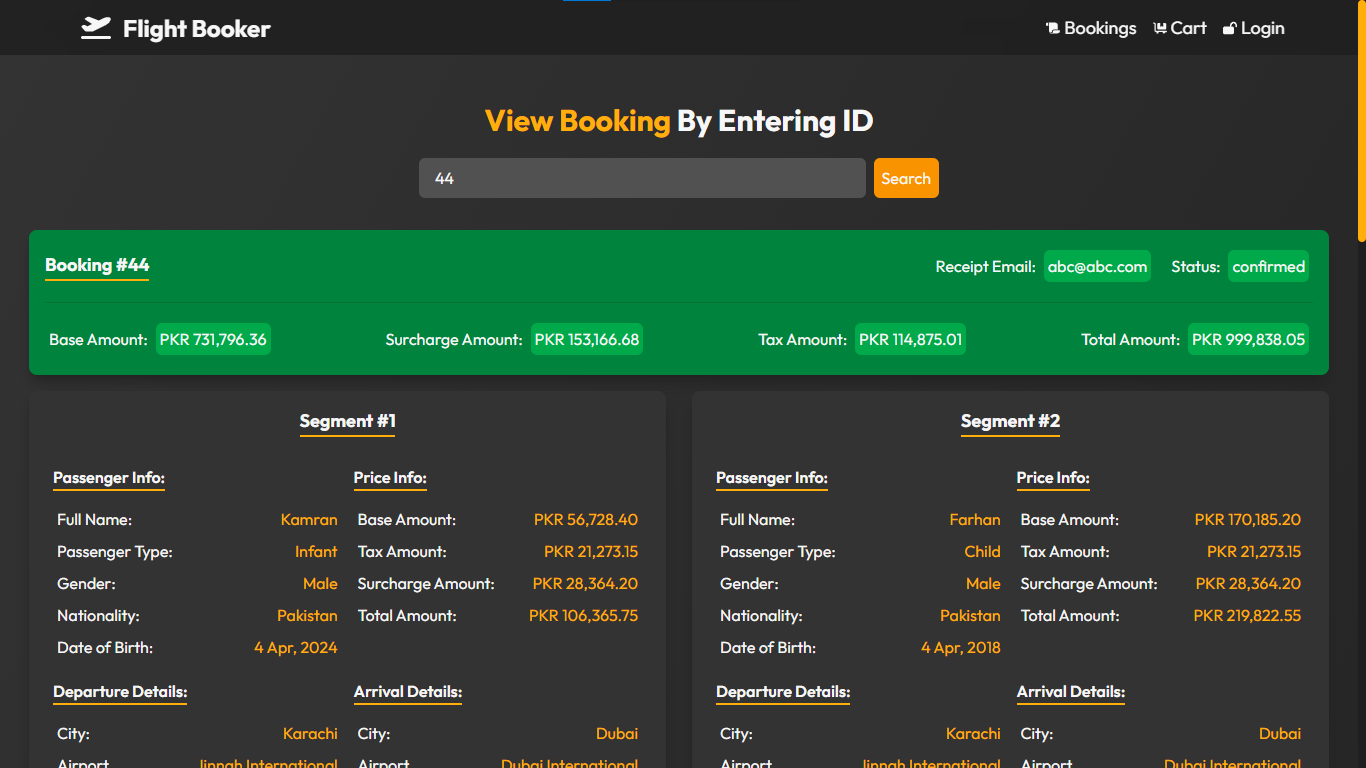 Flight Booker
Bookings Cart Login
View Booking By Entering ID
44
Search
Booking #44
Receipt Email: abc@abc.com Status: confirmed
Base Amount: PKR 731,796.36 Surcharge Amount: PKR 153,166.68 Tax Amount: PKR 114,875.01 Total Amount: PKR 999,838.05
Segment #1
Passenger Info:
Full Name: Kamran
Passenger Type: Infant
Gender: Male
Nationality: Pakistan
Date of Birth: 4 Apr, 2024
Price Info:
Base Amount: PKR 56,728.40
Tax Amount: PKR 21,273.15
Surcharge Amount: PKR 28,364.20
Total Amount: PKR 106,365.75
Departure Details:
City: Karachi
Airport Jinnah International
Arrival Details:
City: Dubai
Airport Dubai International
Segment #2
Passenger Info:
Full Name: Farhan
Passenger Type: Child
Gender: Male
Nationality: Pakistan
Date of Birth: 4 Apr, 2018
Price Info:
Base Amount: PKR 170,185.20
Tax Amount: PKR 21,273.15
Surcharge Amount: PKR 28,364.20
Total Amount: PKR 219,822.55
Departure Details:
City: Karachi
Airport Jinnah International
Arrival Details:
City: Dubai
Airport Dubai International